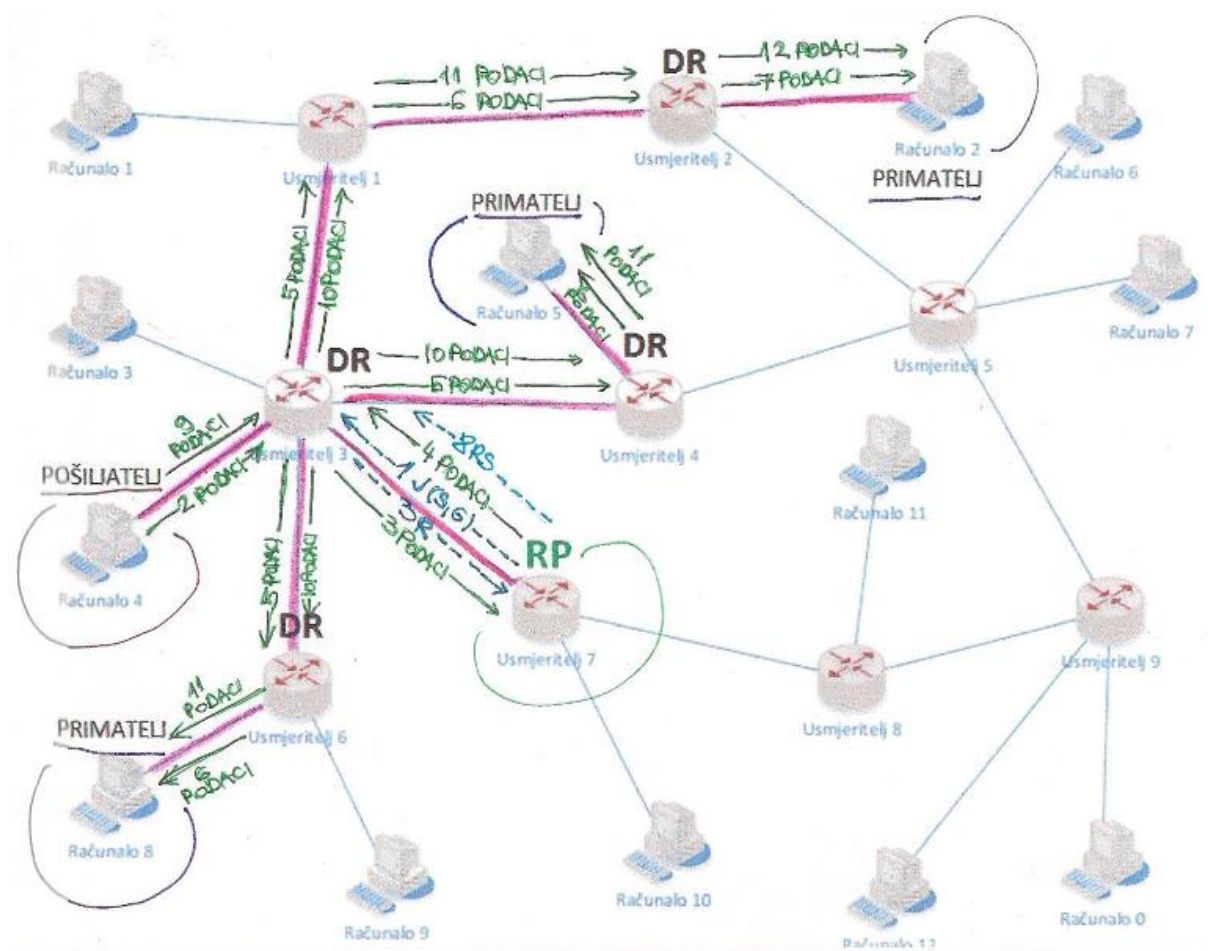 11 PODACI
6 PODACI
DR
12 PODACI
7 PODACI
Računalo 1
Usmjeritelj 1
Usmjeritelj 2
Računalo 2
Računalo 6
PRIMATELJ
PRIMATELJ
5 PODACI
10 PODACI
11
PODACI
PODACI
Računalo 5
Računalo 3
DR
10 PODACI
DR
PODACI
Usmjeritelj 5
Računalo 7
9
PODACI
Usmjeritelj 3
Usmjeritelj 4
POŠILJATELJ
2 PODACI
8 RS
4 PODACI
1 J(S,G)
3 R
3 PODACI
Računalo 11
RP
Računalo 4
5 PODACI
10 PODACI
DR
Usmjeritelj 7
Usmjeritelj 9
11
PODACI
PRIMATELJ
Usmjeritelj 6
Usmjeritelj 8
6
PODACI
Računalo 8
Računalo 9
Računalo 10
Računalo 12
Računalo 0